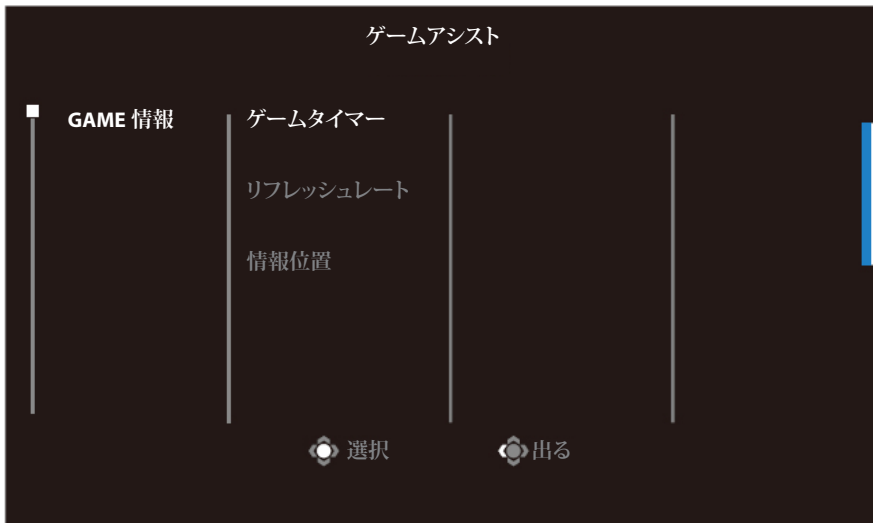 ゲームアシスト
GAME 情報
ゲームタイマー
リフレッシュレート
情報位置
選択
出る